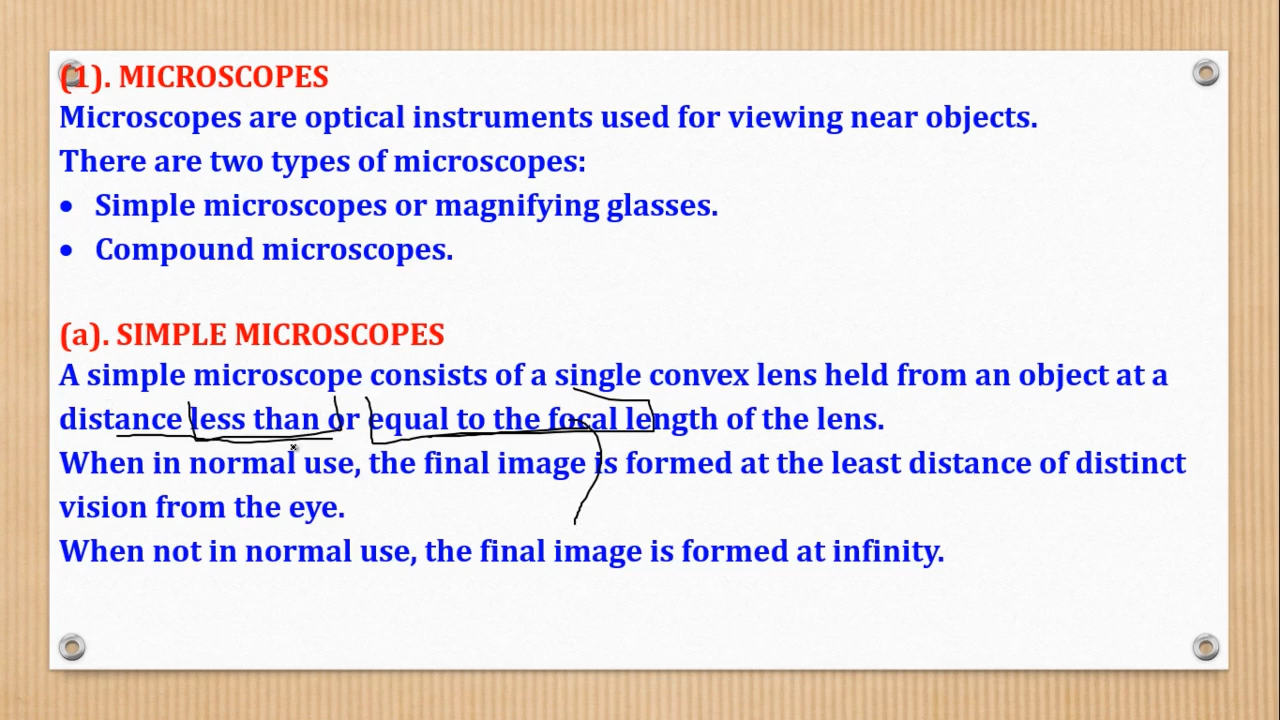 (1). MICROSCOPES
Microscopes are optical instruments used for viewing near objects.
There are two types of microscopes:
• Simple microscopes or magnifying glasses.
• Compound microscopes.
(a). SIMPLE MICROSCOPES
A simple microscope consists of a single convex lens held from an object at a
distance less than or equal to the focal length of the lens.
When in normal use, the final image is formed at the least distance of distinct
vision from the eye.
When not in normal use, the final image is formed at infinity.